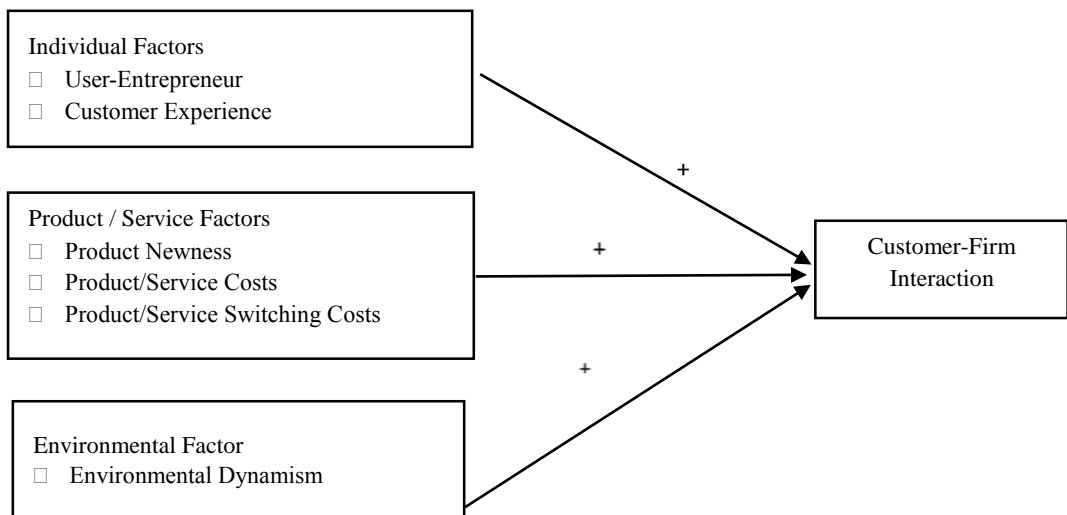 Individual Factors
□ User-Entrepreneur
□ Customer Experience
+
Product / Service Factors
□ Product Newness
□ Product/Service Costs
□ Product/Service Switching Costs
+
Customer-Firm
Interaction
+
Environmental Factor
□ Environmental Dynamism